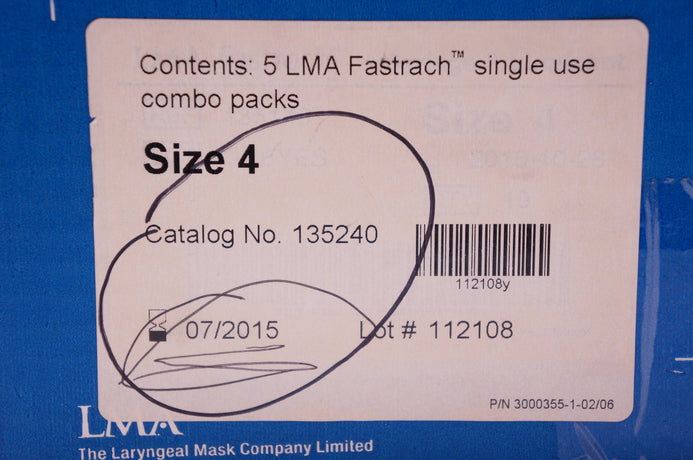 Contents: 5 LMA Fastrach™ single use
combo packs
Size 4
Catalog No. 135240
112108y
07/2015 Lot # 112108
P/N 3000355-1-02/06
LMA
The Laryngeal Mask Company Limited